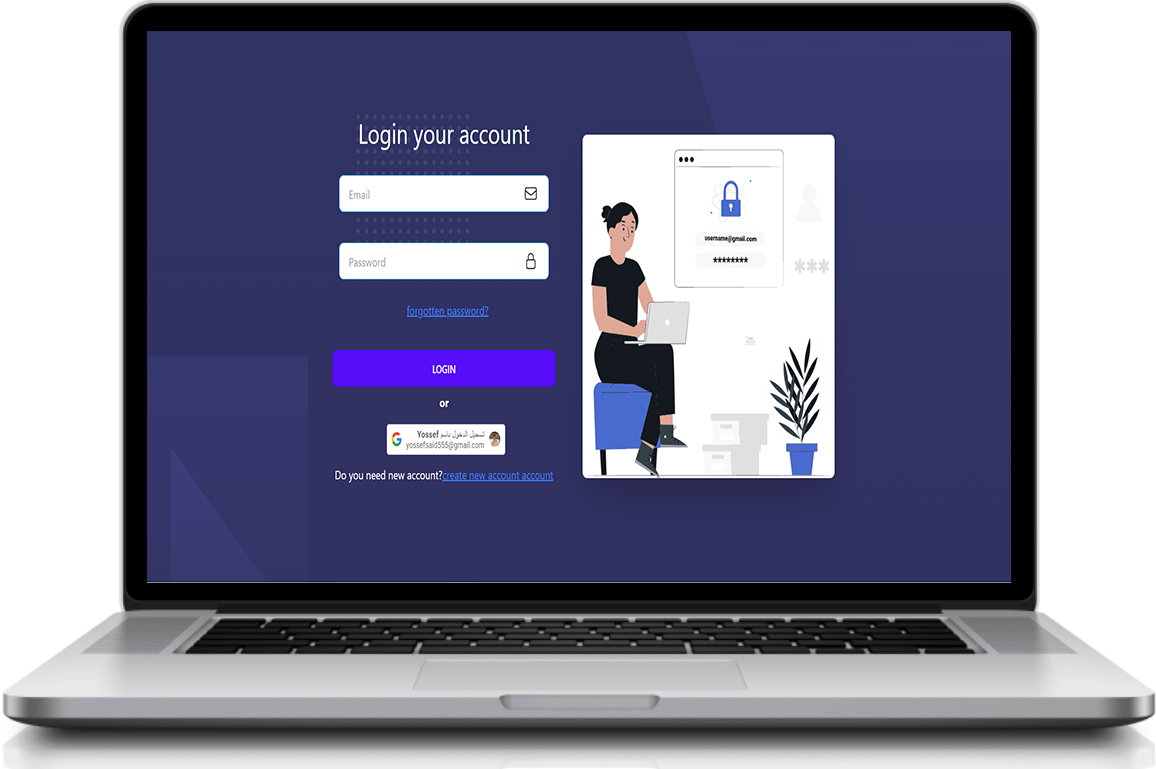 Login your account
Email
Password
forgotten password?
LOGIN
or
تسجيل الدخول باسم Yossef
yossefsaid555@gmail.com
Do you need new account?create new account account
username@gmail.com
********
***